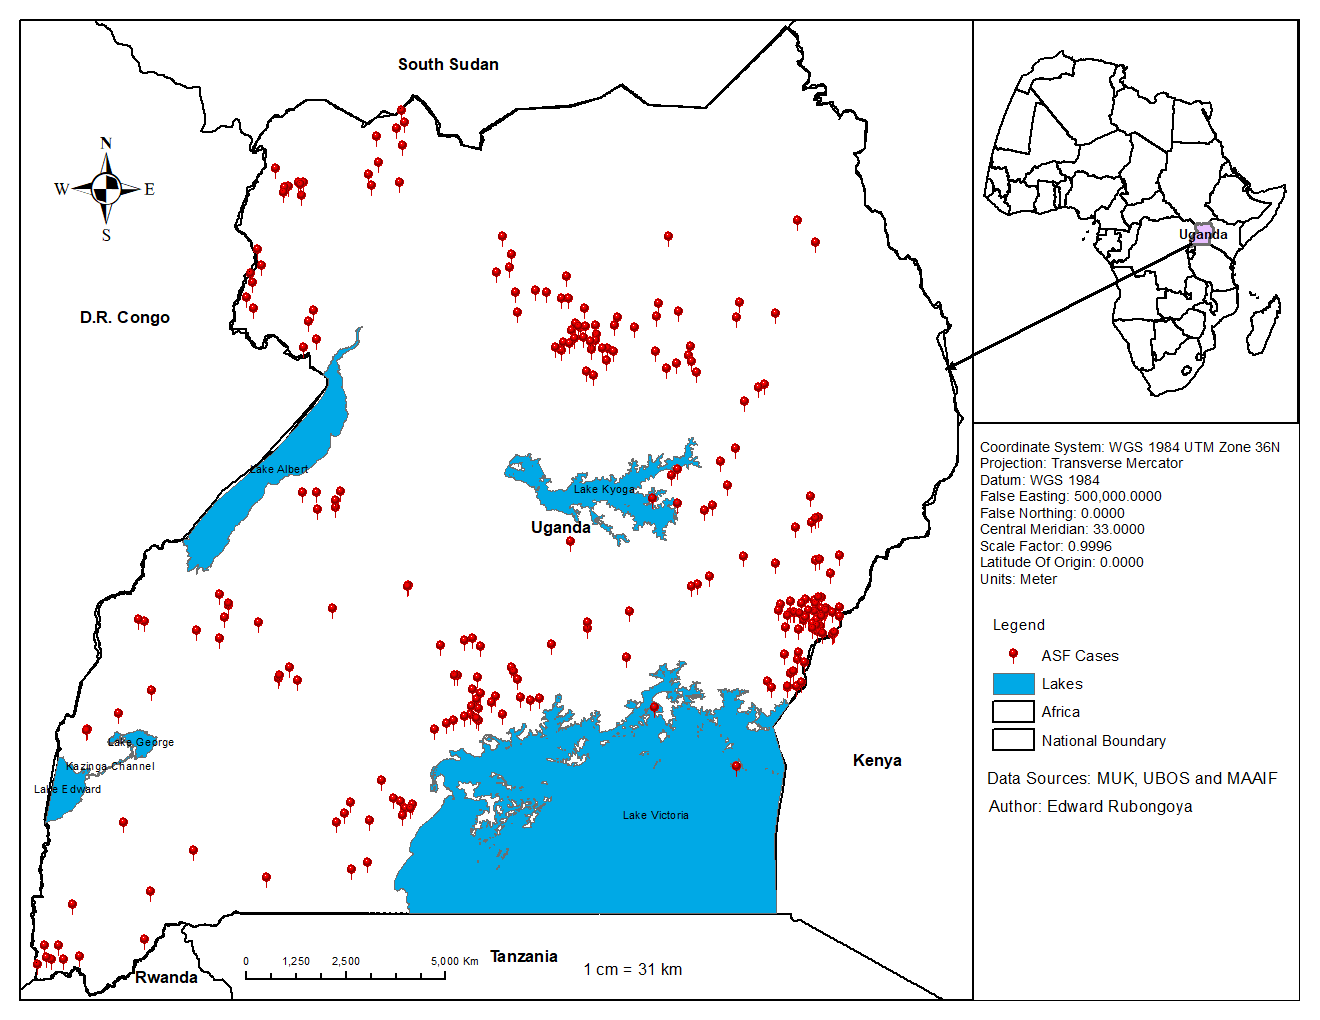 South Sudan
N
W
E
S
D.R. Congo
Uganda
Lake Albert
Lake Kyoga
Uganda
Lake George
Kazinga Channel
Lake Edward
Lake Victoria
Kenya
Tanzania
Rwanda
0 1,250 2,500 5,000 Km
1 cm = 31 km
Coordinate System: WGS 1984 UTM Zone 36N
Projection: Transverse Mercator
Datum: WGS 1984
False Easting: 500,000.0000
False Northing: 0.0000
Central Meridian: 33.0000
Scale Factor: 0.9996
Latitude Of Origin: 0.0000
Units: Meter
Legend
ASF Cases
Lakes
Africa
National Boundary
Data Sources: MUK, UBOS and MAAIF
Author: Edward Rubongoya